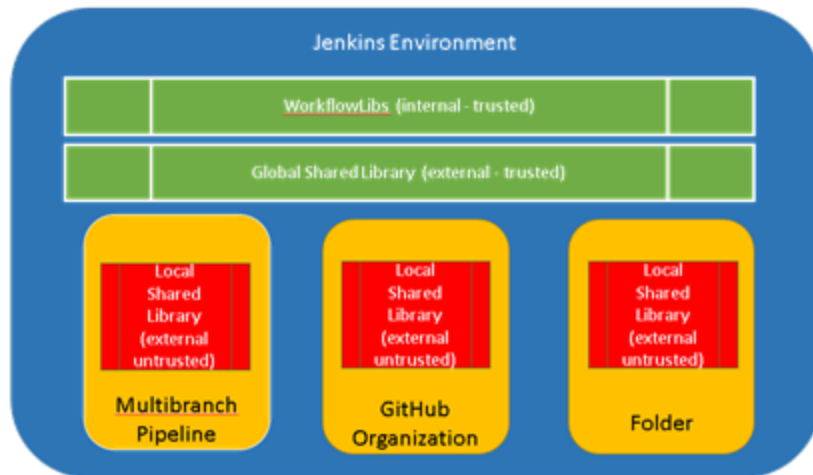 Jenkins Environment
WorkflowLibs (internal - trusted)
Global Shared Library (external - trusted)
Local
Shared
Library
(external
untrusted)
Multibranch
Pipeline
Local
Shared
Library
(external
untrusted)
GitHub
Organization
Local
Shared
Library
(external
untrusted)
Folder